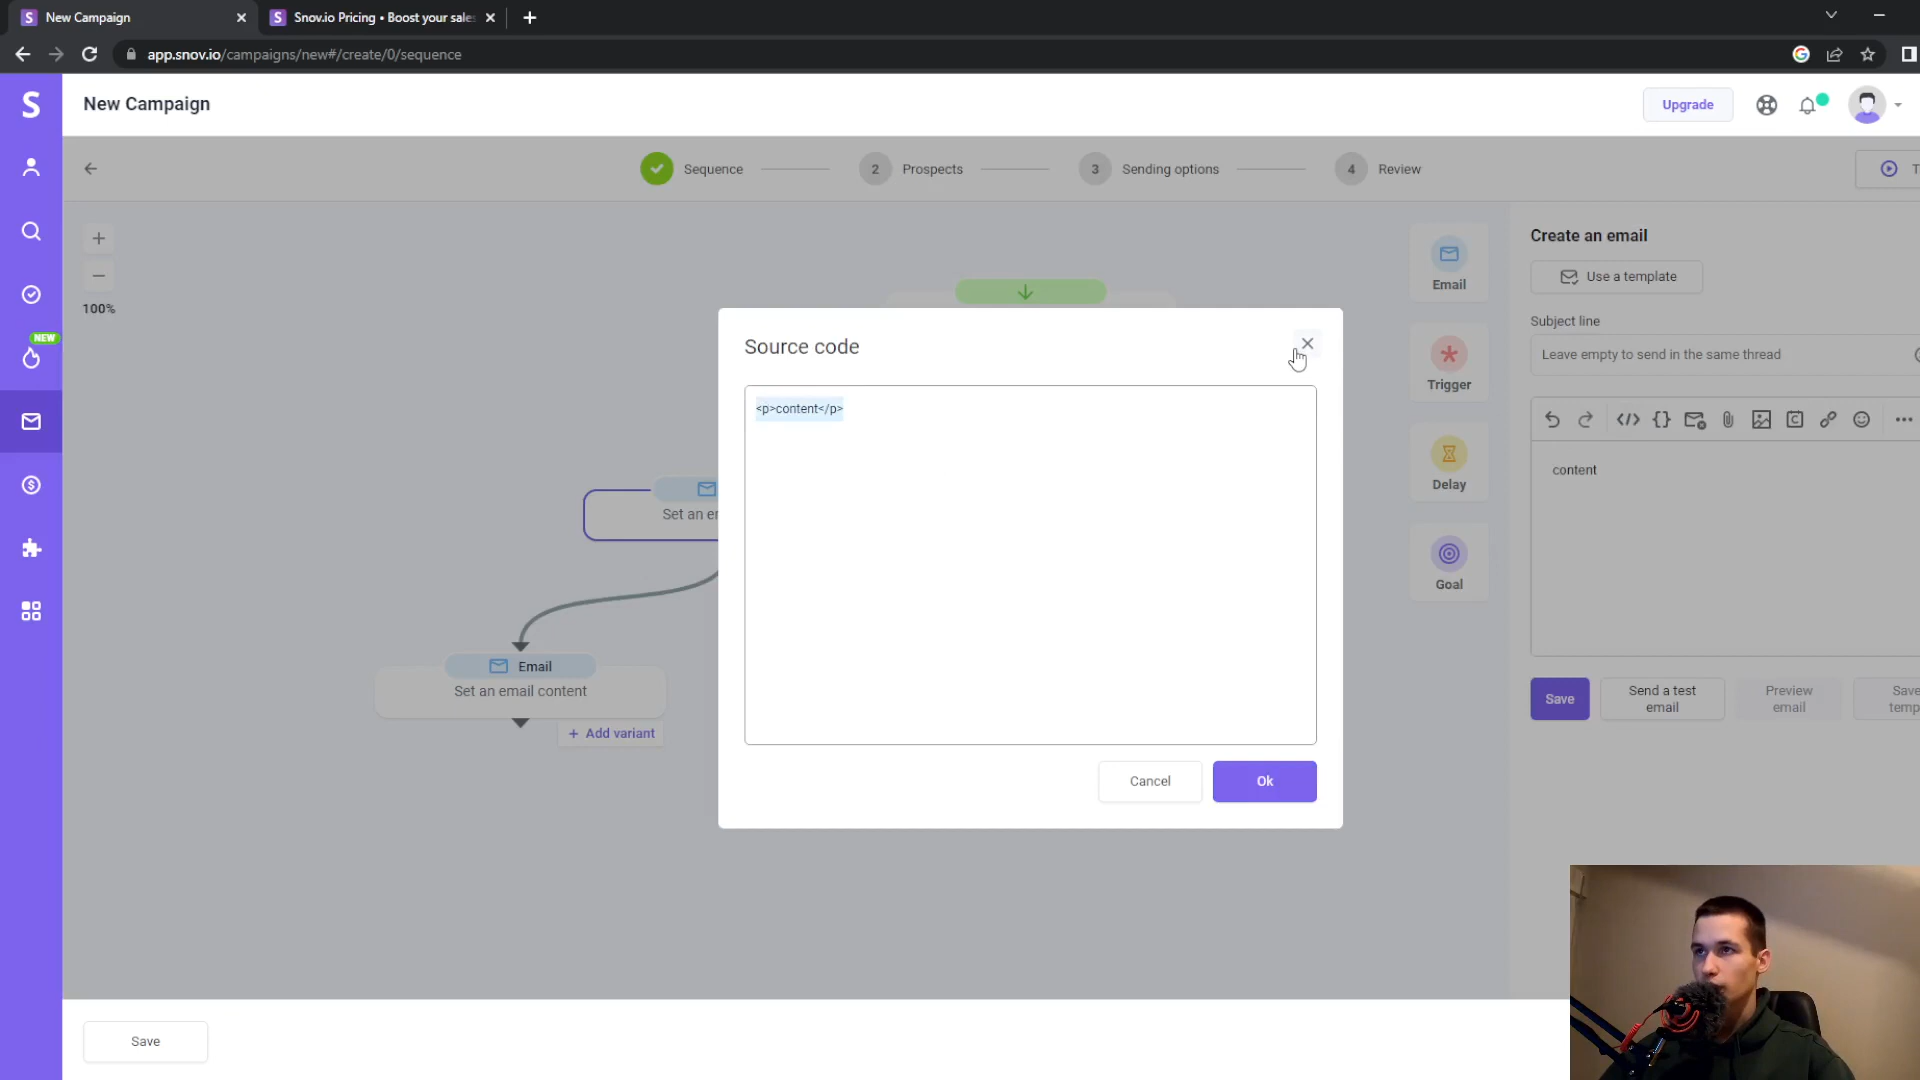 S New Campaign
S Snov.io Pricing • Boost your sales
app.snov.io/campaigns/new#/create/0/sequence
S
New Campaign
Upgrade
Sequence
2 Prospects
3 Sending options
4 Review
T
100%
NEW
Email
Trigger
Delay
Goal
Create an email
Use a template
Subject line
Leave empty to send in the same thread
content
Save
Send a test
email
Preview
email
Save
temp
Source code
<p>content</p>
Cancel
Ok
Set an em
Email
Set an email content
+ Add variant
Save